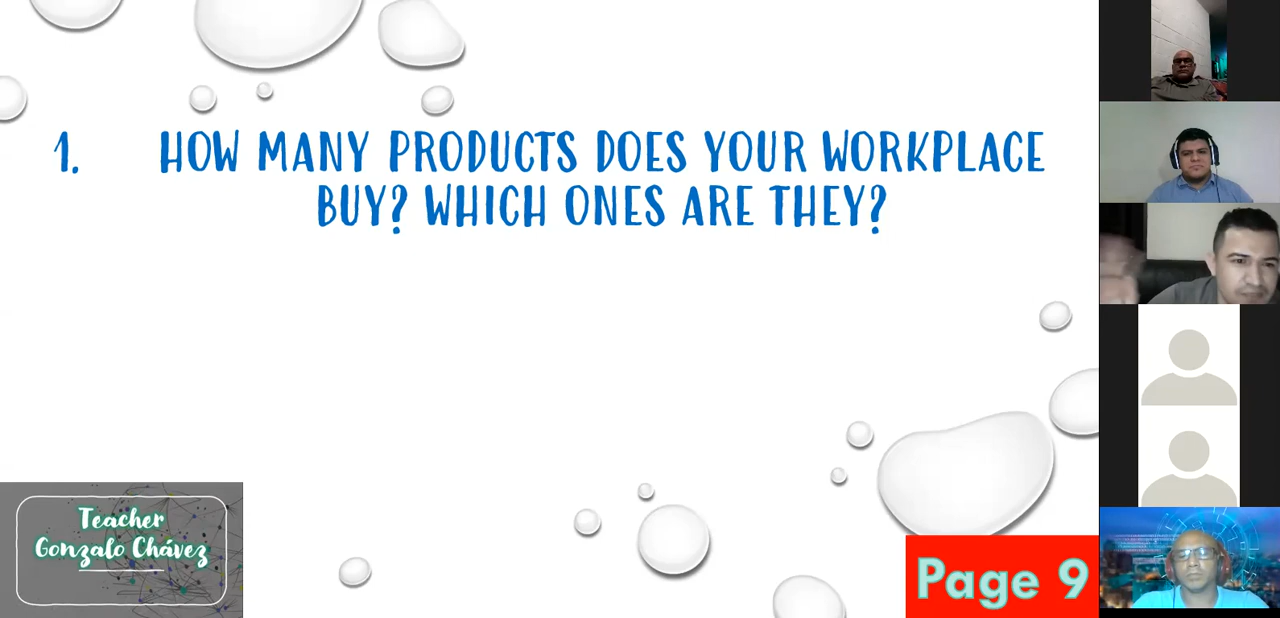 1. HOW MANY PRODUCTS DOES YOUR WORKPLACE
BUY? WHICH ONES ARE THEY?
Teacher
Gonzalo Chávez
Page 9